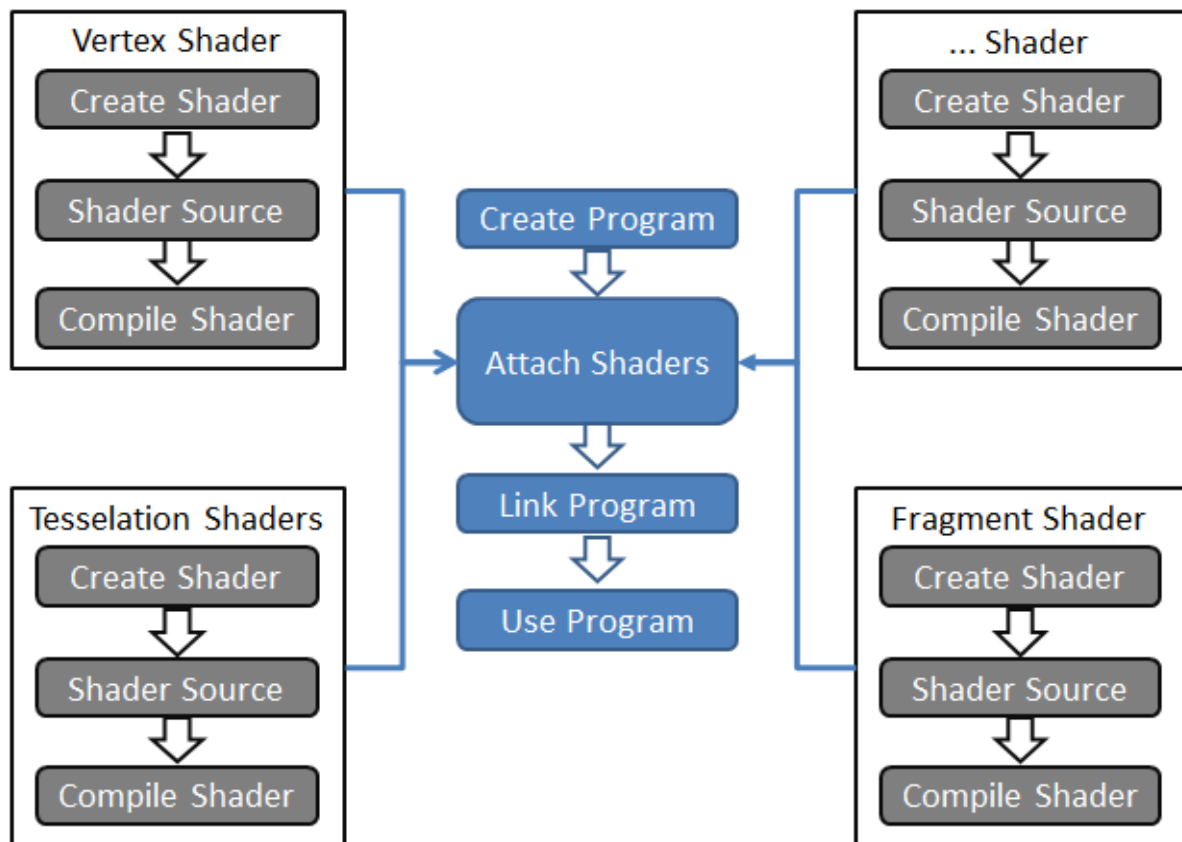 Vertex Shader
Create Shader
Shader Source
Compile Shader
... Shader
Create Shader
Shader Source
Compile Shader
Create Program
Attach Shaders
Link Program
Use Program
Tesselation Shaders
Create Shader
Shader Source
Compile Shader
Fragment Shader
Create Shader
Shader Source
Compile Shader